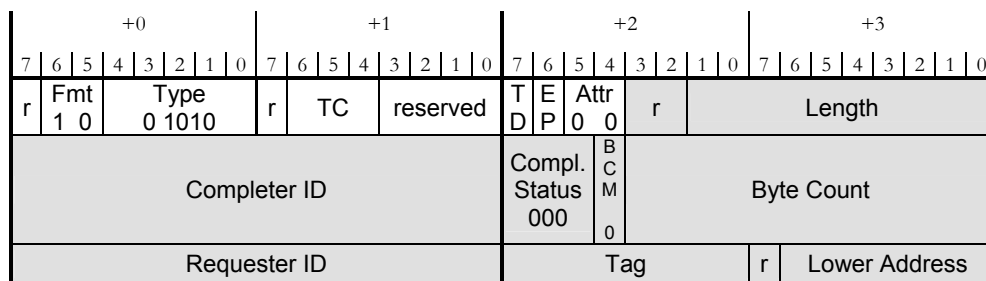 +0 +1 +2 +3
7 6 5 4 3 2 1 0 7 6 5 4 3 2 1 0 7 6 5 4 3 2 1 0 7 6 5 4 3 2 1 0
r Fmt 1 0 Type 0 1010 r TC reserved T D E P Attr 0 0 r Length
Completer ID Compl. Status 000 B C M 0 Byte Count
Requester ID Tag r Lower Address